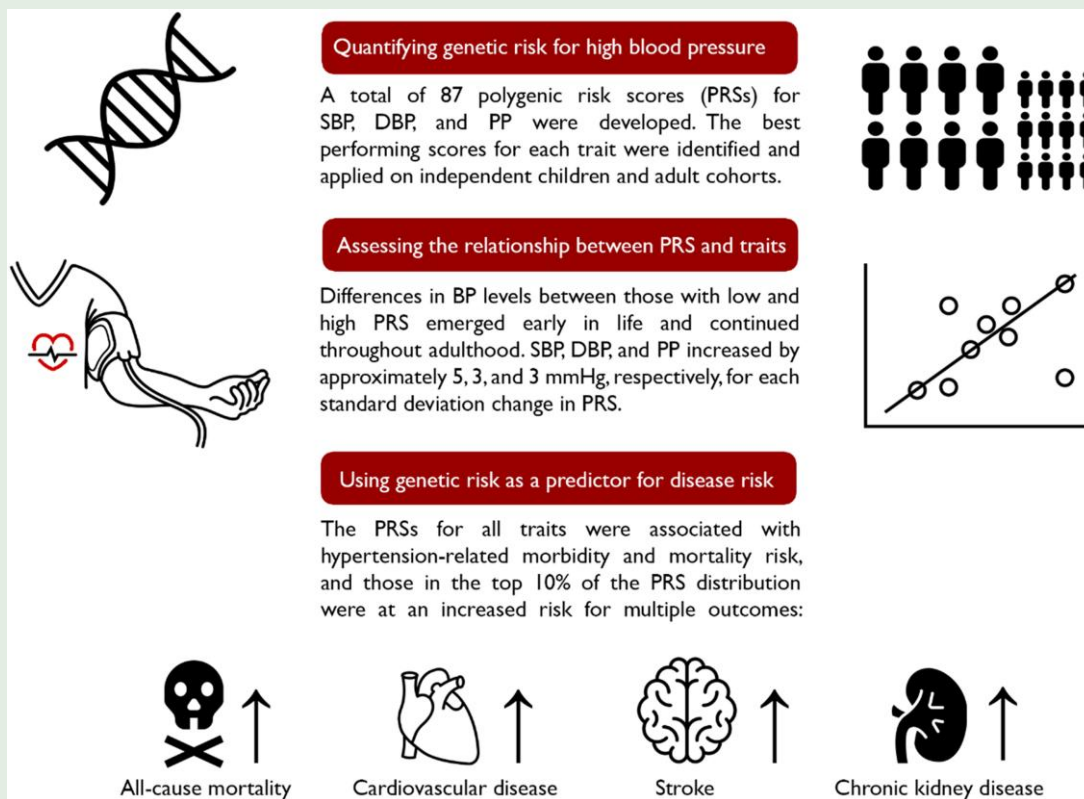 Quantifying genetic risk for high blood pressure
A total of 87 polygenic risk scores (PRSs) for
SBP, DBP, and PP were developed. The best
performing scores for each trait were identified and
applied on independent children and adult cohorts.
Assessing the relationship between PRS and traits
Differences in BP levels between those with low and
high PRS emerged early in life and continued
throughout adulthood. SBP, DBP, and PP increased by
approximately 5, 3, and 3 mmHg, respectively, for each
standard deviation change in PRS.
Using genetic risk as a predictor for disease risk
The PRSs for all traits were associated with
hypertension-related morbidity and mortality risk,
and those in the top 10% of the PRS distribution
were at an increased risk for multiple outcomes:
All-cause mortality
Cardiovascular disease
Stroke
Chronic kidney disease